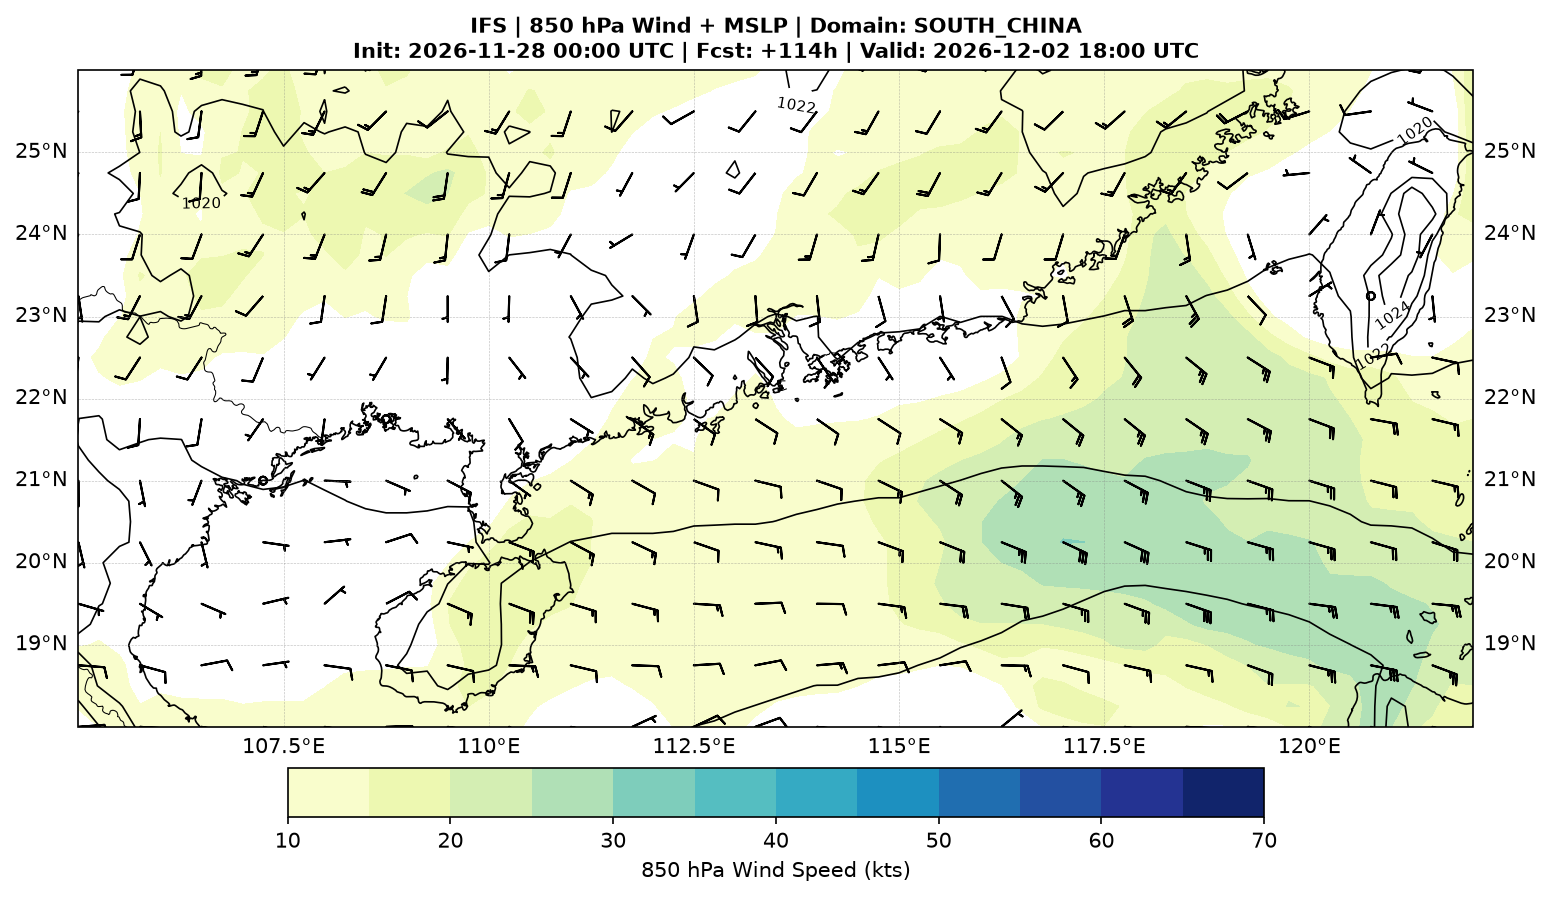 IFS | 850 hPa Wind + MSLP | Domain: SOUTH_CHINA
Init: 2026-11-28 00:00 UTC | Fcst: +114h | Valid: 2026-12-02 18:00 UTC
1022
1020
25°N
25°N
1020
24°N
24°N
23°N
23°N
1024
1022
22°N
22°N
21°N
21°N
20°N
20°N
19°N
19°N
107.5°E
110°E
112.5°E
115°E
117.5°E
120°E
10
20
30
40
50
60
70
850 hPa Wind Speed (kts)